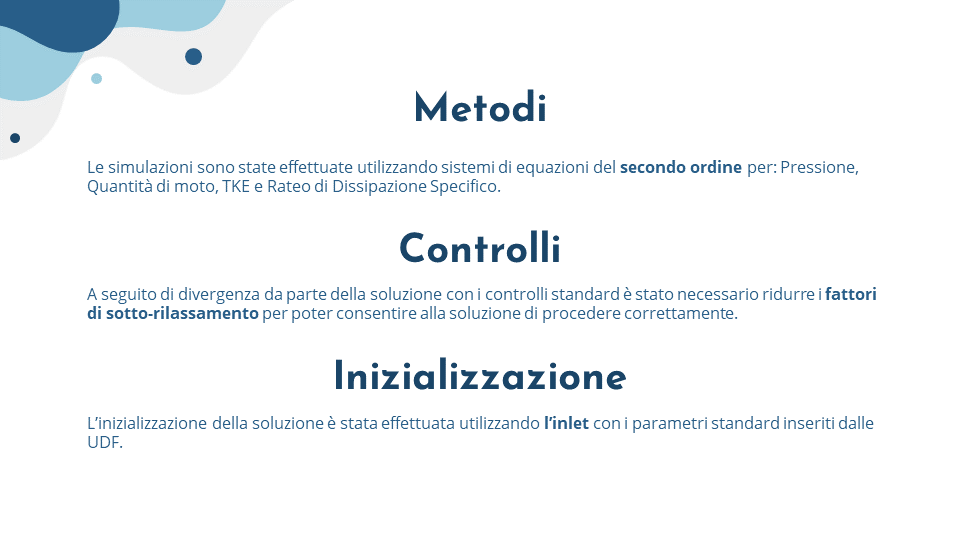 Metodi
Le simulazioni sono state effettuate utilizzando sistemi di equazioni del secondo ordine per: Pressione,
Quantità di moto, TKE e Rateo di Dissipazione Specifico.
Controlli
A seguito di divergenza da parte della soluzione con i controlli standard è stato necessario ridurre i fattori
di sotto-rilassamento per poter consentire alla soluzione di procedere correttamente.
Inizializzazione
L’inizializzazione della soluzione è stata effettuata utilizzando l’inlet con i parametri standard inseriti dalle
UDF.